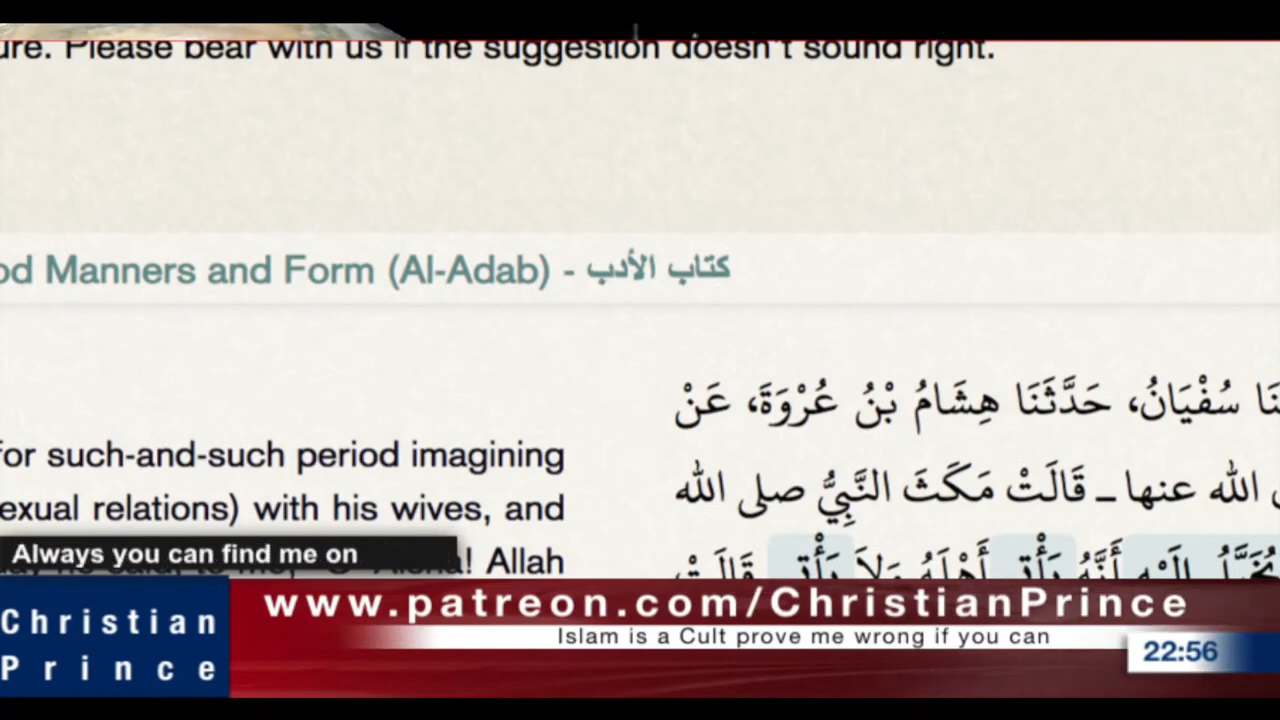 ure. Please bear with us if the suggestion doesn't sound right.
od Manners and Form (Al-Adab) - كتاب الأدب
نَا سُفْيَانُ، حَدَّثَنَا هِشَامُ بْنُ عُرْوَةَ، عَنْ
for such-and-such period imagining
الله عنها ـ قَالَتْ مَكَثَ النَّبِيُّ صلى الله
exual relations) with his wives, and
Allah
أَنَّهُ يَأْتِي أَهْلَهُ وَلاَ يَأْتِي، قَالَتْ
Always you can find me on
www.patreon.com/ChristianPrince
Christian
Prince
Islam is a Cult prove me wrong if you can
22:56